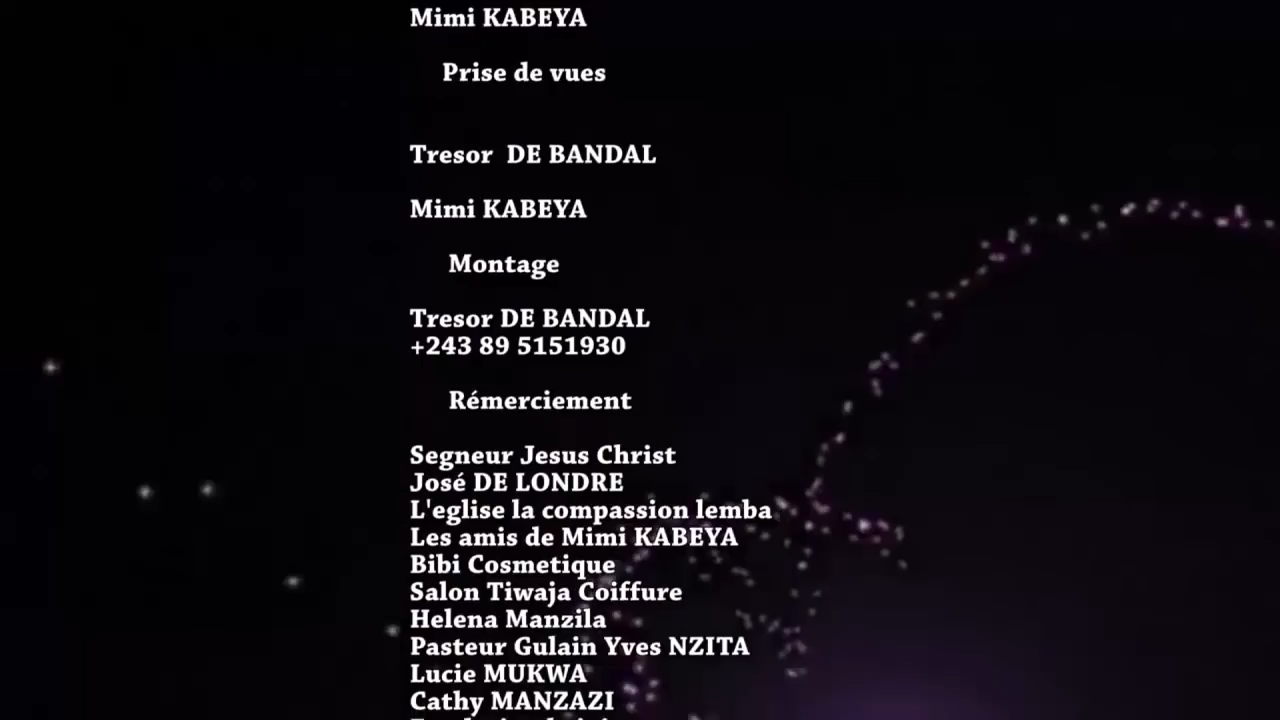 Mimi KABEYA
Prise de vues
Tresor DE BANDAL
Mimi KABEYA
Montage
Tresor DE BANDAL
+243 89 5151930
Rémerciement
Segneur Jesus Christ
José DE LONDRE
L'eglise la compassion lemba
Les amis de Mimi KABEYA
Bibi Cosmetique
Salon Tiwaja Coiffure
Helena Manzila
Pasteur Gulain Yves NZITA
Lucie MUKWA
Cathy MANZAZI